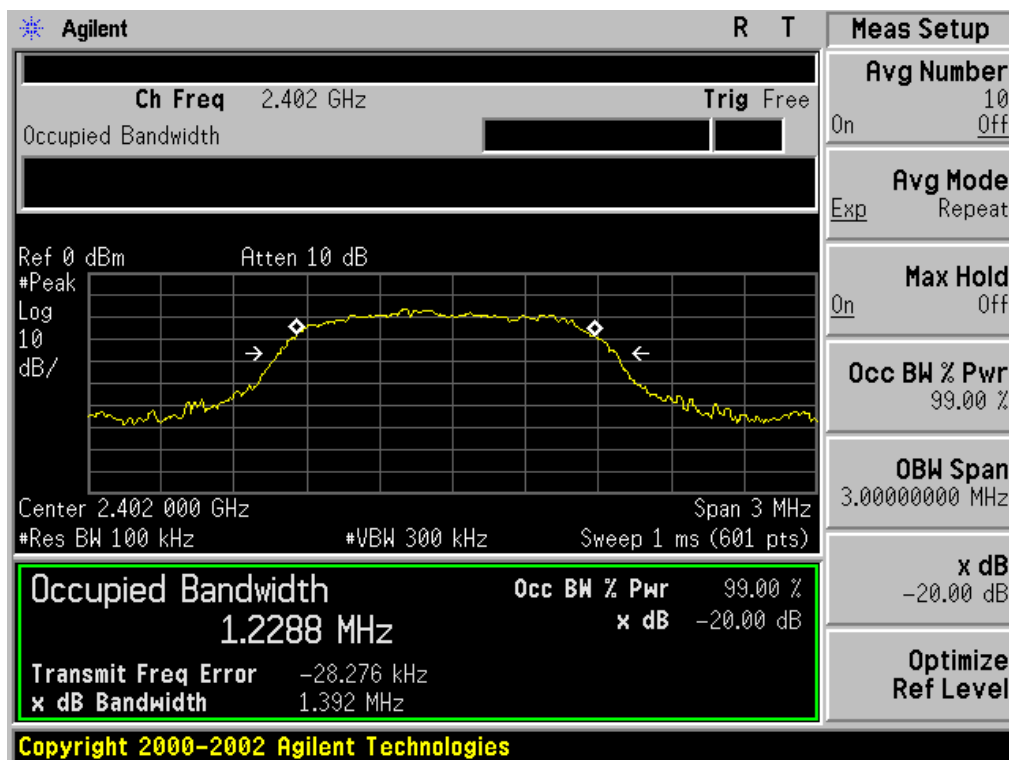 Agilent R T Meas Setup
Ch Freq 2.402 GHz Trig Free
Occupied Bandwidth
Avg Number
10
On Off
Avg Mode
Exp Repeat
Max Hold
On Off
Occ BW % Pwr
99.00 %
OBW Span
3.00000000 MHz
x dB
-20.00 dB
Optimize
Ref Level
Ref 0 dBm Atten 10 dB
#Peak
Log
10
dB/
Center 2.402 000 GHz Span 3 MHz
#Res BW 100 kHz #VBW 300 kHz Sweep 1 ms (601 pts)
Occupied Bandwidth Occ BW % Pwr 99.00 %
1.2288 MHz x dB -20.00 dB
Transmit Freq Error -28.276 kHz
x dB Bandwidth 1.392 MHz
Copyright 2000-2002 Agilent Technologies